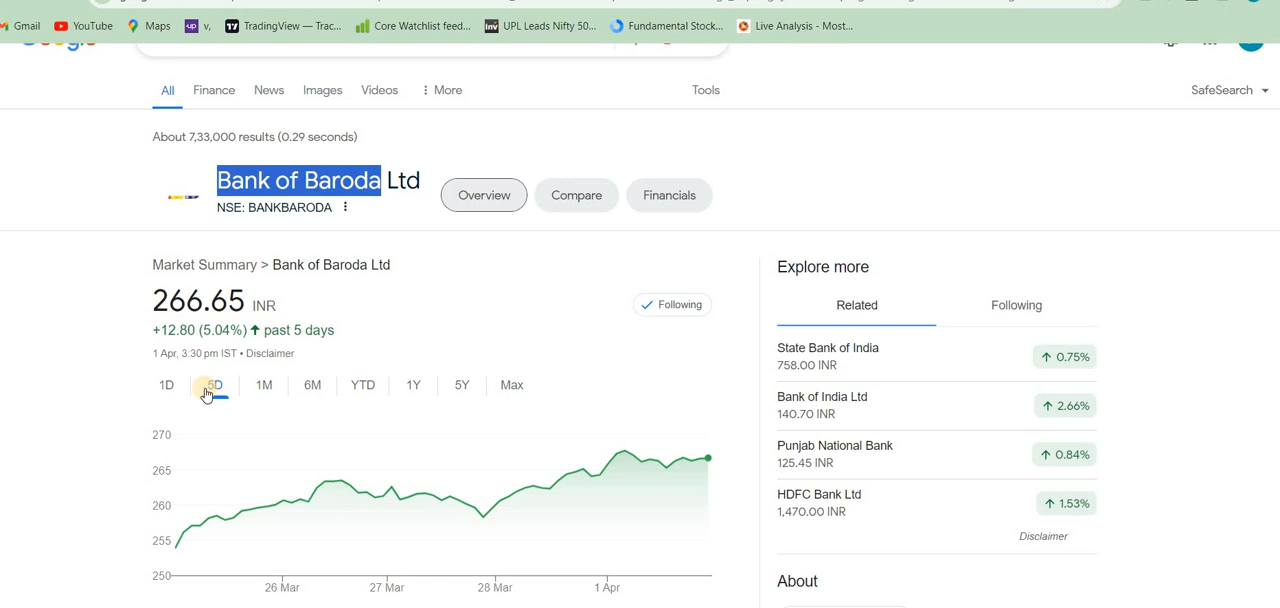 Gmail YouTube Maps v, TradingView — Trac... Core Watchlist feed... UPL Leads Nifty 50... Fundamental Stock... Live Analysis - Most...
All Finance News Images Videos More Tools SafeSearch
About 7,33,000 results (0.29 seconds)
Bank of Baroda Ltd
NSE: BANKBARODA
Overview Compare Financials
Market Summary > Bank of Baroda Ltd
266.65 INR
Following
+12.80 (5.04%) ↑ past 5 days
1 Apr, 3:30 pm IST • Disclaimer
1D 5D 1M 6M YTD 1Y 5Y Max
270
265
260
255
250
26 Mar 27 Mar 28 Mar 1 Apr
Explore more
Related Following
State Bank of India
758.00 INR
↑ 0.75%
Bank of India Ltd
140.70 INR
↑ 2.66%
Punjab National Bank
125.45 INR
↑ 0.84%
HDFC Bank Ltd
1,470.00 INR
↑ 1.53%
Disclaimer
About